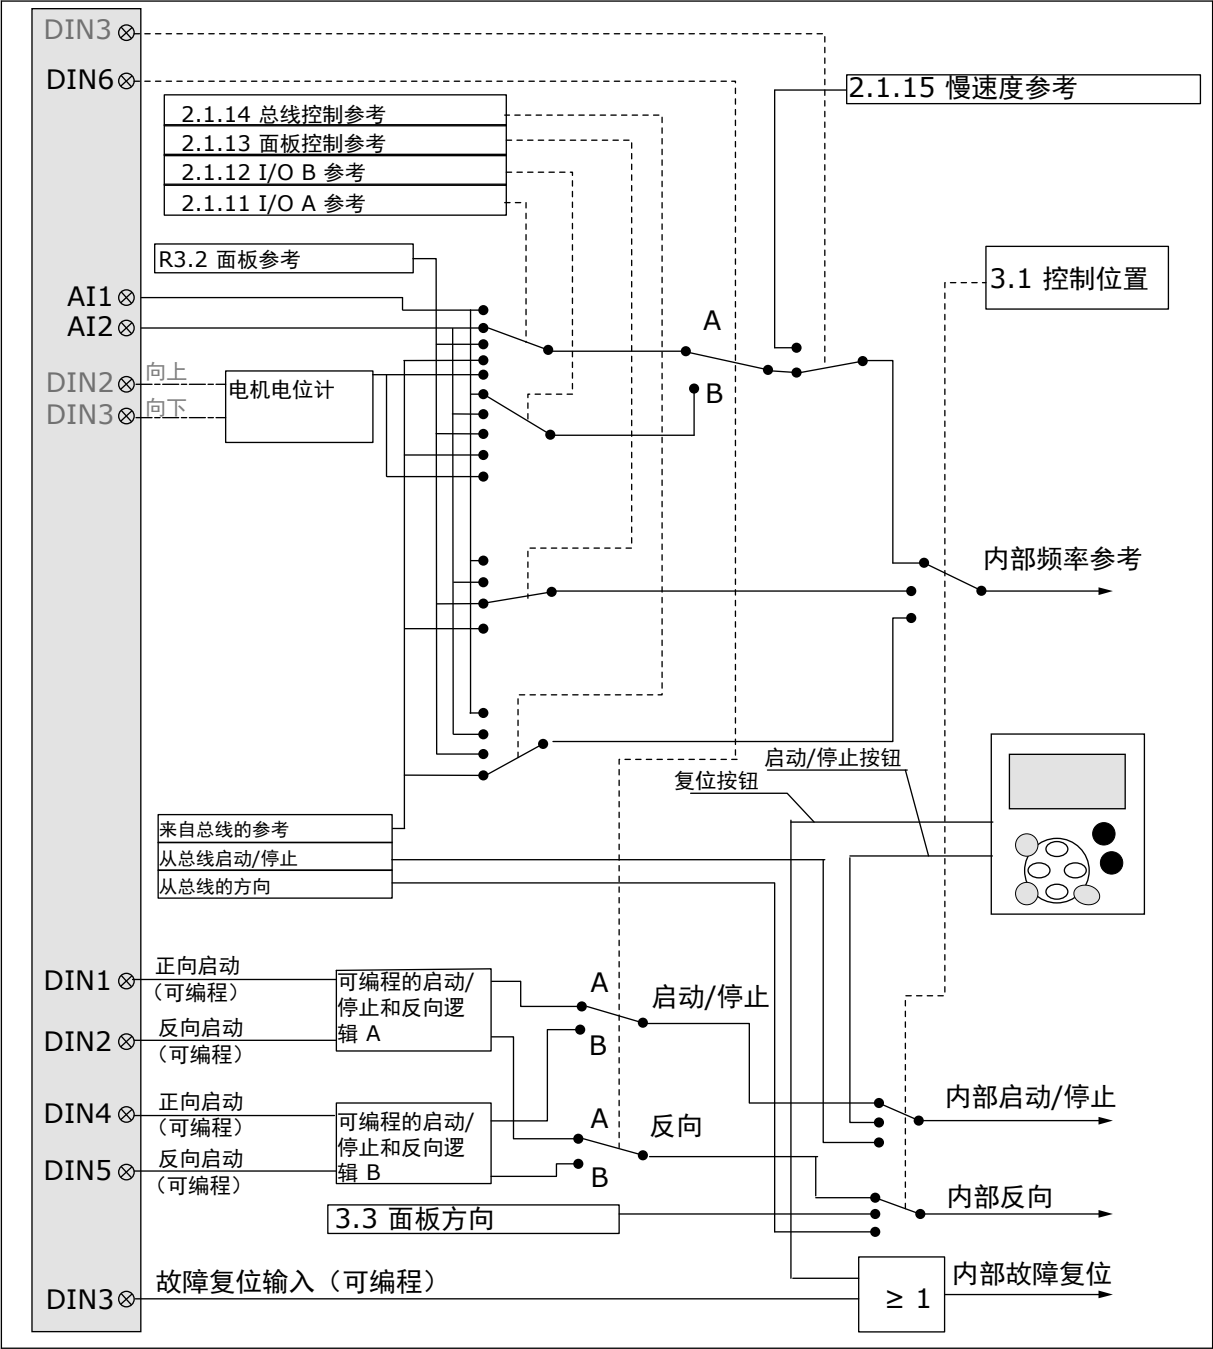 DIN3
DIN6
2.1.15 慢速度参考
2.1.14 总线控制参考
2.1.13 面板控制参考
2.1.12 I/O B 参考
2.1.11 I/O A 参考
R3.2 面板参考
3.1 控制位置
AI1
AI2
A
DIN2
向上
电机电位计
B
DIN3
向下
内部频率参考
启动/停止按钮
复位按钮
来自总线的参考
从总线启动/停止
从总线的方向
DIN1
正向启动
（可编程）
可编程的启动/
停止和反向逻
辑 A
A
启动/停止
DIN2
反向启动
（可编程）
B
DIN4
正向启动
（可编程）
可编程的启动/
停止和反向逻
辑 B
A
反向
内部启动/停止
DIN5
反向启动
（可编程）
B
3.3 面板方向
内部反向
DIN3
故障复位输入（可编程）
≥ 1
内部故障复位